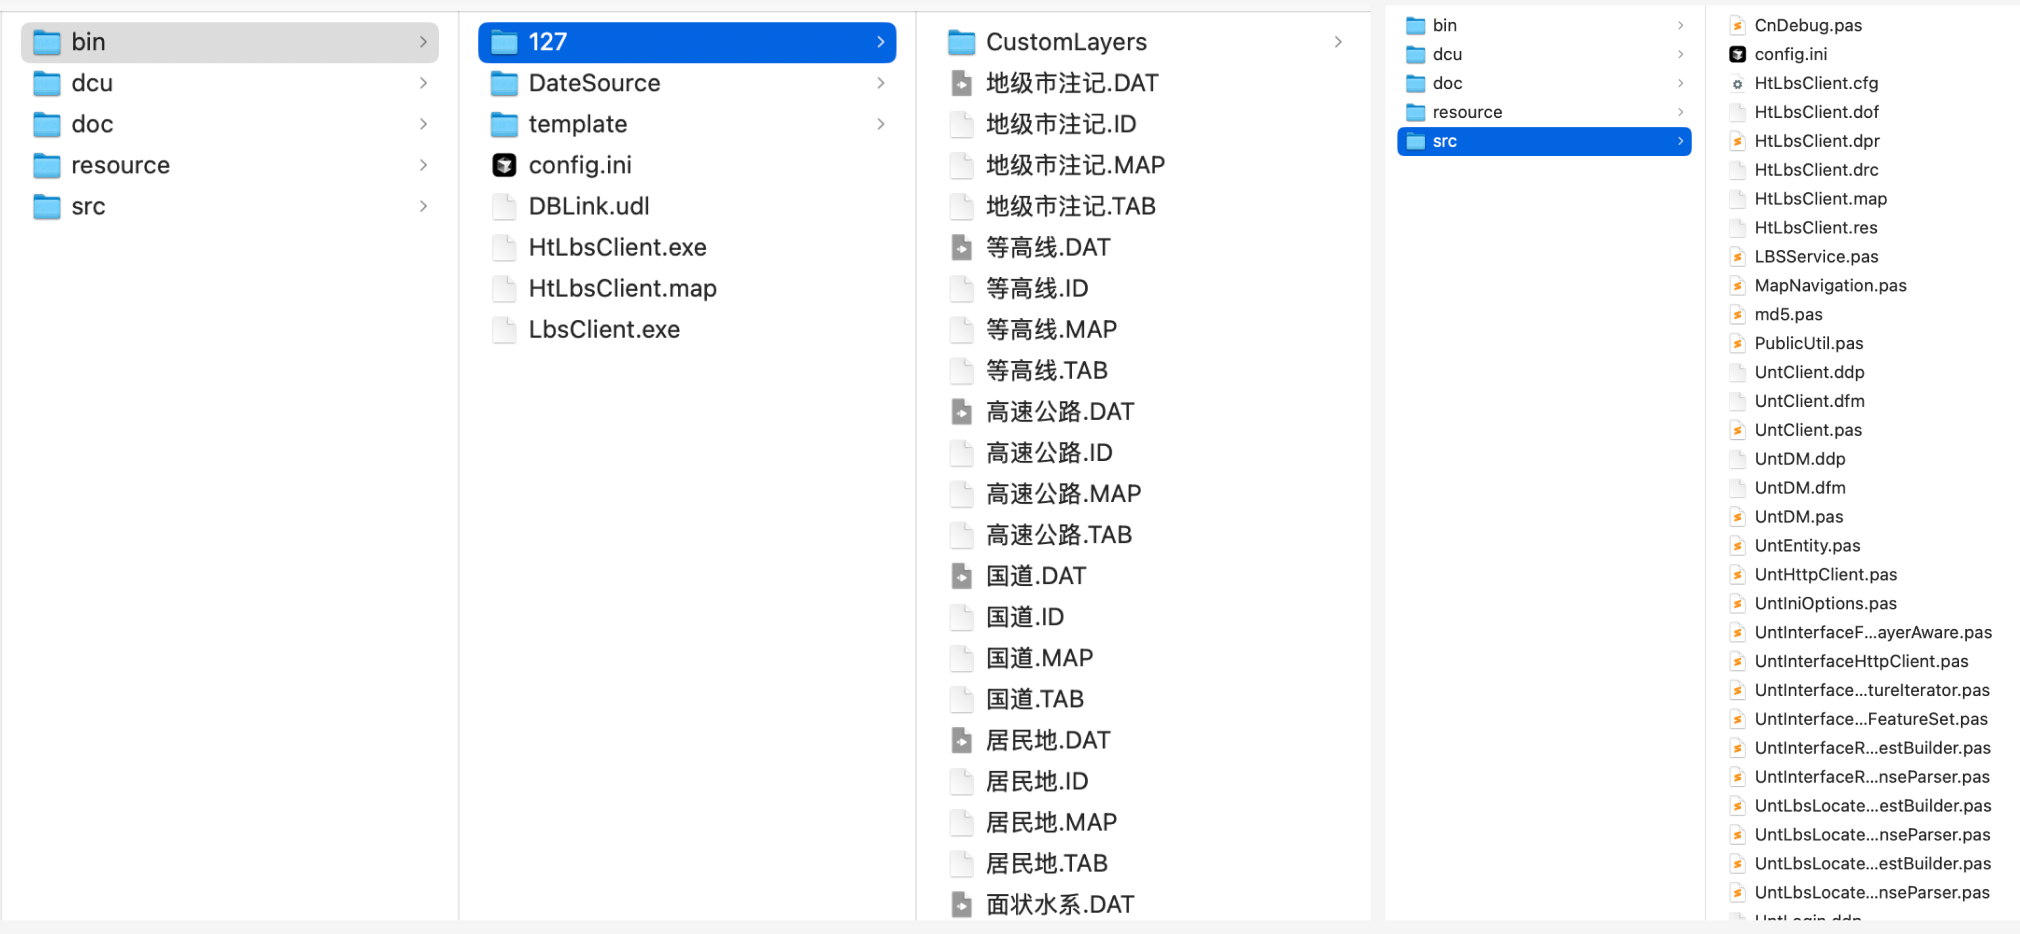 bin
dcu
doc
resource
src
127
DateSource
template
config.ini
DBLink.udl
HtLbsClient.exe
HtLbsClient.map
LbsClient.exe
CustomLayers
地级市注记.DAT
地级市注记.ID
地级市注记.MAP
地级市注记.TAB
等高线.DAT
等高线.ID
等高线.MAP
等高线.TAB
高速公路.DAT
高速公路.ID
高速公路.MAP
高速公路.TAB
国道.DAT
国道.ID
国道.MAP
国道.TAB
居民地.DAT
居民地.ID
居民地.MAP
居民地.TAB
面状水系.DAT
bin
dcu
doc
resource
src
CnDebug.pas
config.ini
HtLbsClient.cfg
HtLbsClient.dof
HtLbsClient.dpr
HtLbsClient.drc
HtLbsClient.map
HtLbsClient.res
LBSService.pas
MapNavigation.pas
md5.pas
PublicUtil.pas
UntClient.ddp
UntClient.dfm
UntClient.pas
UntDM.ddp
UntDM.dfm
UntDM.pas
UntEntity.pas
UntHttpClient.pas
UntIniOptions.pas
UntInterfaceF...ayerAware.pas
UntInterfaceHttpClient.pas
UntInterface...tureIterator.pas
UntInterface...FeatureSet.pas
UntInterfaceR...estBuilder.pas
UntInterfaceR...nseParser.pas
UntLbsLocate...estBuilder.pas
UntLbsLocate...nseParser.pas
UntLbsLocate...estBuilder.pas
UntLbsLocate...nseParser.pas
UntLogin.ddp